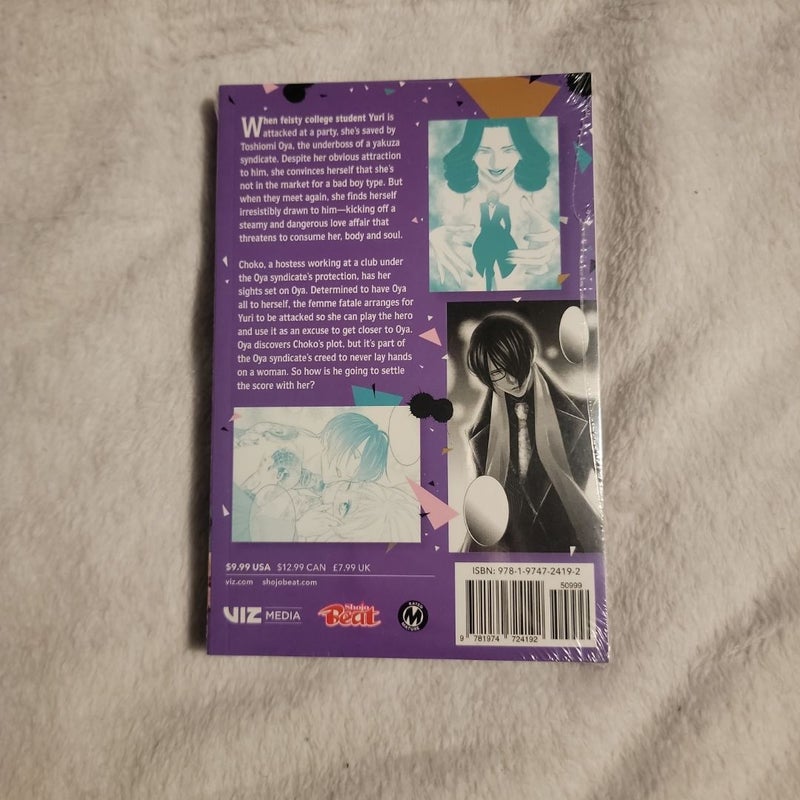 When feisty college student Yuri is
attacked at a party, she's saved by
Toshiomi Oya, the underboss of a yakuza
syndicate. Despite her obvious attraction
to him, she convinces herself that she's
not in the market for a bad boy type. But
when they meet again, she finds herself
irresistibly drawn to him—kicking off a
steamy and dangerous love affair that
threatens to consume her, body and soul.
Choko, a hostess working at a club under
the Oya syndicate's protection, has her
sights set on Oya. Determined to have Oya
all to herself, the femme fatale arranges for
Yuri to be attacked so she can play the hero
and use it as an excuse to get closer to Oya.
Oya discovers Choko's plot, but it's part of
the Oya syndicate's creed to never lay hands
on a woman. So how is he going to settle
the score with her?
$9.99 USA $12.99 CAN £7.99 UK
viz.com shojobeat.com
VIZ MEDIA
Shojo Beat
RATED M MATURE
ISBN: 978-1-9747-2419-2
50999
9 781974 724192